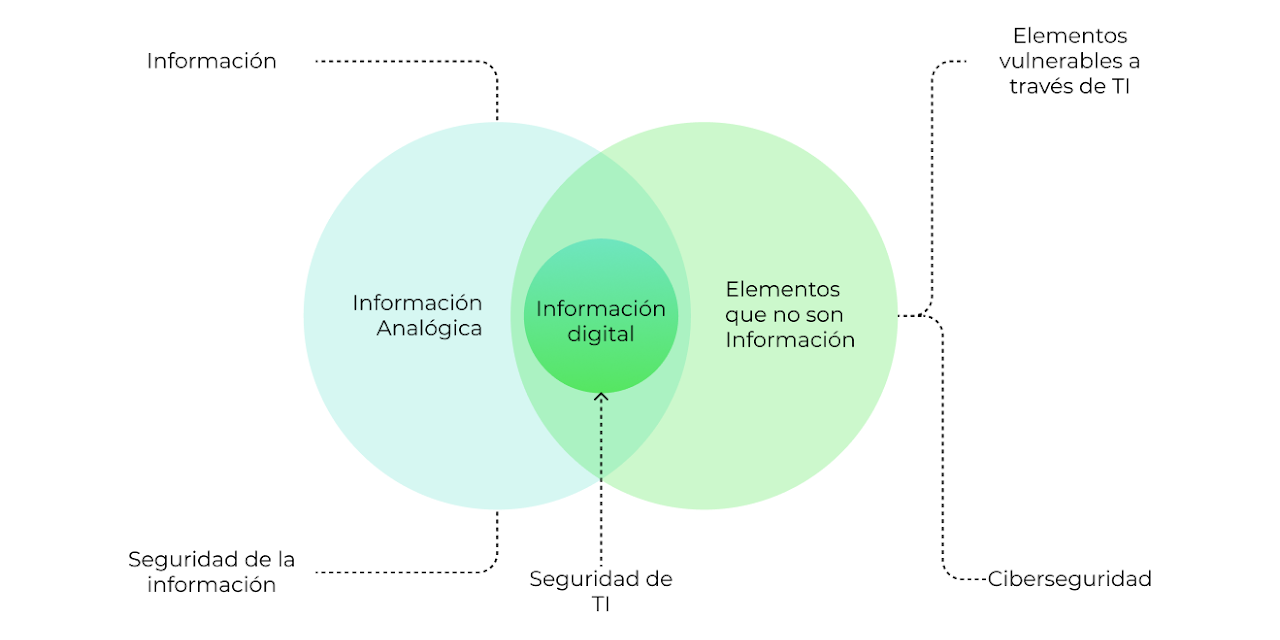 Información
Elementos
vulnerables a
través de TI
Información
Analógica
Información
digital
Elementos
que no son
Información
Seguridad de la
información
Seguridad de
TI
Ciberseguridad